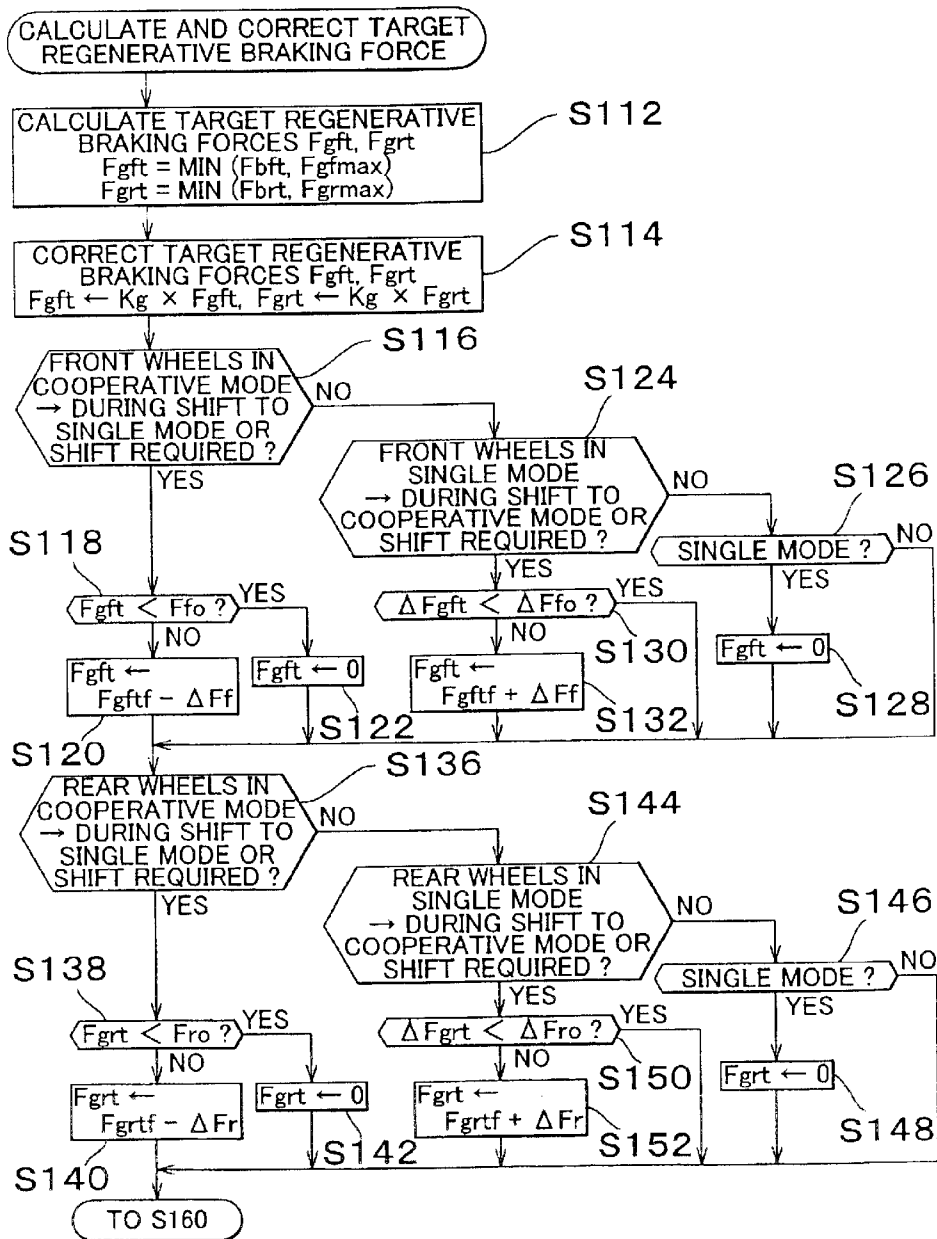 CALCULATE AND CORRECT TARGET
REGENERATIVE BRAKING FORCE
S112
CALCULATE TARGET REGENERATIVE
BRAKING FORCES Fgft, Fgrt
Fgft = MIN (Fbft, Fgfmax)
Fgrt = MIN (Fbrt, Fgrmax)
S114
CORRECT TARGET REGENERATIVE
BRAKING FORCES Fgft, Fgrt
Fgft ← Kg × Fgft, Fgrt ← Kg × Fgrt
S116
FRONT WHEELS IN
COOPERATIVE MODE
→ DURING SHIFT TO
SINGLE MODE OR
SHIFT REQUIRED ?
NO
YES
S124
FRONT WHEELS IN
SINGLE MODE
→ DURING SHIFT TO
COOPERATIVE MODE OR
SHIFT REQUIRED ?
NO
YES
S126
SINGLE MODE ?
NO
YES
S118
Fgft < Ffo ?
YES
NO
ΔFgft < ΔFfo ?
YES
NO
S130
Fgft ←
Fgftf - ΔFf
S120
Fgft ← 0
S122
Fgft ←
Fgftf + ΔFf
S132
Fgft ← 0
S128
S136
REAR WHEELS IN
COOPERATIVE MODE
→ DURING SHIFT TO
SINGLE MODE OR
SHIFT REQUIRED ?
NO
YES
S144
REAR WHEELS IN
SINGLE MODE
→ DURING SHIFT TO
COOPERATIVE MODE OR
SHIFT REQUIRED ?
NO
YES
S146
SINGLE MODE ?
NO
YES
S138
Fgrt < Fro ?
YES
NO
ΔFgrt < ΔFro ?
YES
NO
S150
Fgrt ←
Fgrtf - ΔFr
S140
Fgrt ← 0
S142
Fgrt ←
Fgrtf + ΔFr
S152
Fgrt ← 0
S148
TO S160